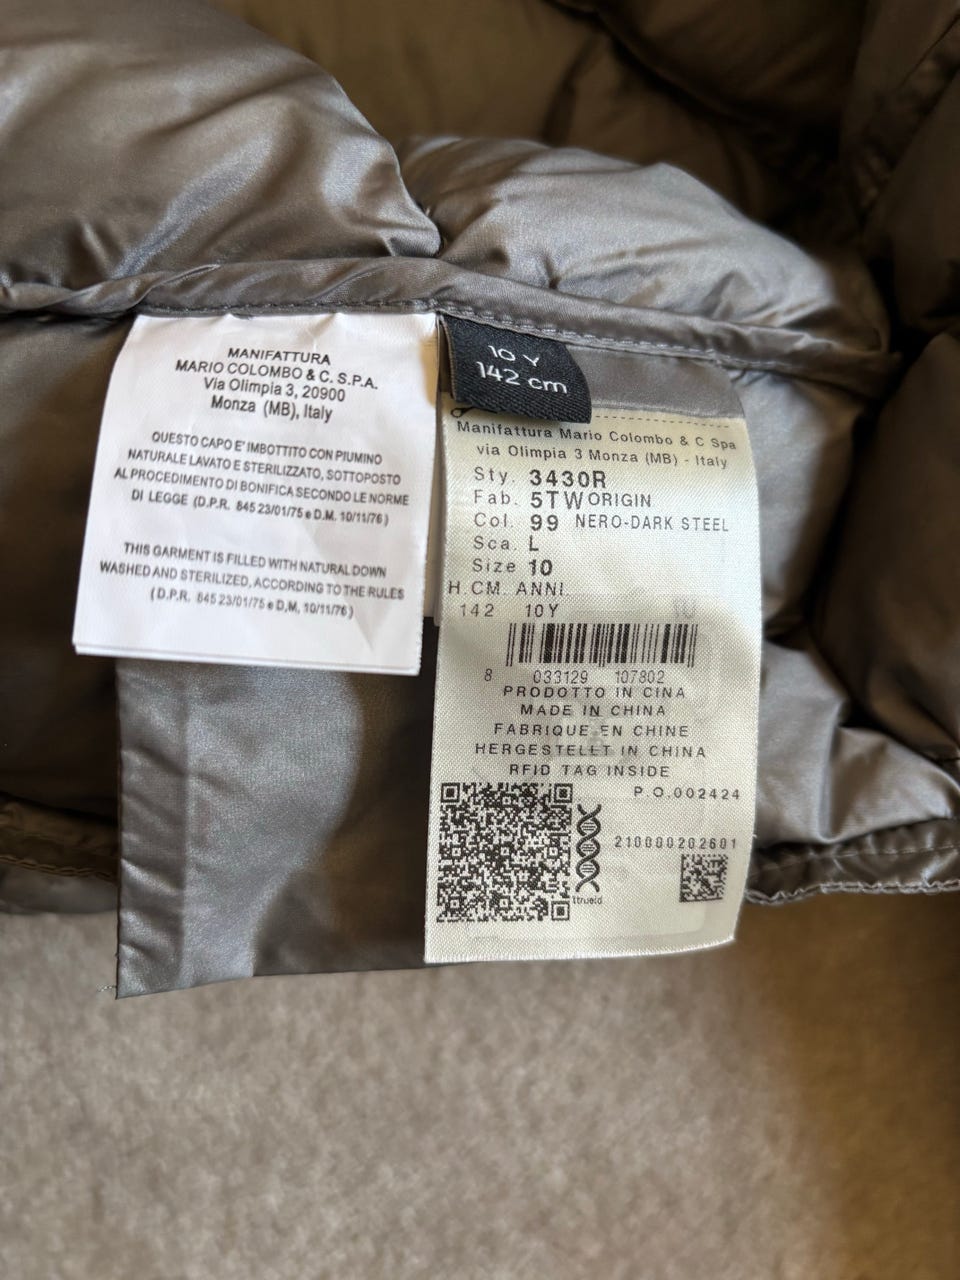 MANIFATTURA
MARIO COLOMBO & C. S.P.A.
Via Olimpia 3, 20900
Monza (MB), Italy
QUESTO CAPO E' IMBOTTITO CON PIUMINO
NATURALE LAVATO E STERILIZZATO, SOTTOPOSTO
AL PROCEDIMENTO DI BONIFICA SECONDO LE NORME
DI LEGGE (D.P.R. 845 23/01/75 e D.M. 10/11/76)
THIS GARMENT IS FILLED WITH NATURAL DOWN
WASHED AND STERILIZED, ACCORDING TO THE RULES
(D.P.R. 845 23/01/75 e D,M, 10/11/76)
10 Y
142 cm
Manifattura Mario Colombo & C Spa
via Olimpia 3 Monza (MB) - Italy
Sty. 3430R
Fab. 5TW ORIGIN
Col. 99 NERO-DARK STEEL
Sca. L
Size 10
H.CM. ANNI
142 10Y
8 033129 107802
PRODOTTO IN CINA
MADE IN CHINA
FABRIQUE EN CHINE
HERGESTELLT IN CHINA
RFID TAG INSIDE
P.O.002424
210000202601
1trueid